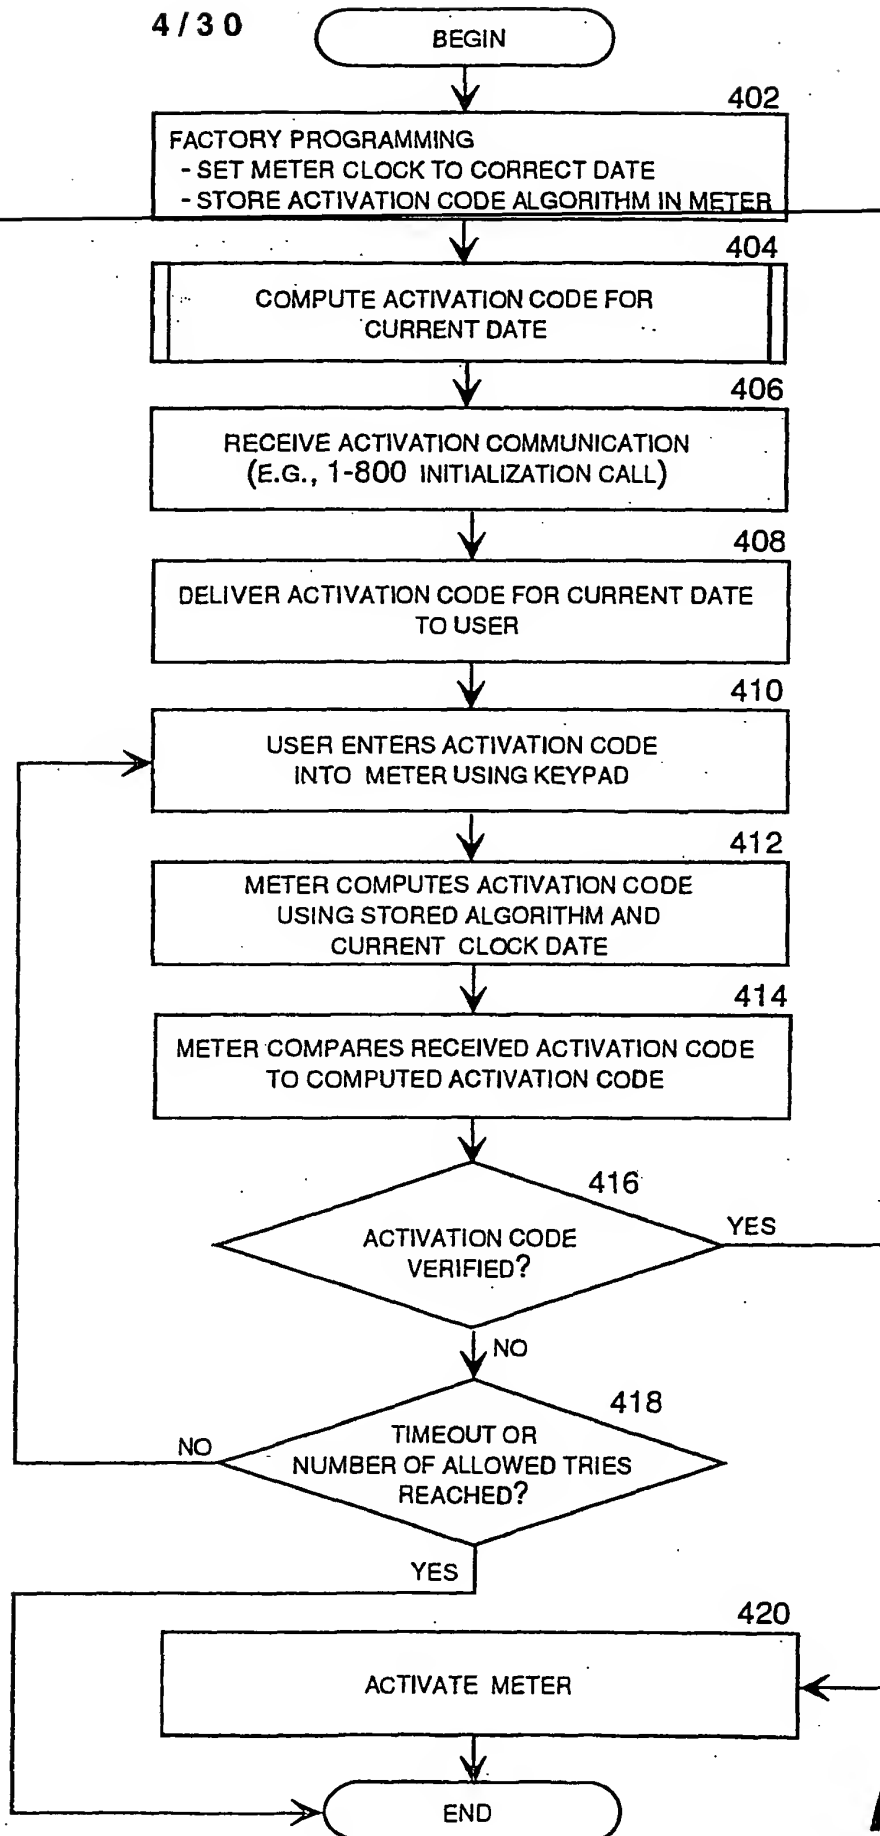 4/30
BEGIN
402
FACTORY PROGRAMMING
- SET METER CLOCK TO CORRECT DATE
- STORE ACTIVATION CODE ALGORITHM IN METER
404
COMPUTE ACTIVATION CODE FOR
CURRENT DATE
406
RECEIVE ACTIVATION COMMUNICATION
(E.G., 1-800 INITIALIZATION CALL)
408
DELIVER ACTIVATION CODE FOR CURRENT DATE
TO USER
410
USER ENTERS ACTIVATION CODE
INTO METER USING KEYPAD
412
METER COMPUTES ACTIVATION CODE
USING STORED ALGORITHM AND
CURRENT CLOCK DATE
414
METER COMPARES RECEIVED ACTIVATION CODE
TO COMPUTED ACTIVATION CODE
416
YES
ACTIVATION CODE
VERIFIED?
NO
418
NO
TIMEOUT OR
NUMBER OF ALLOWED TRIES
REACHED?
YES
420
ACTIVATE METER
END